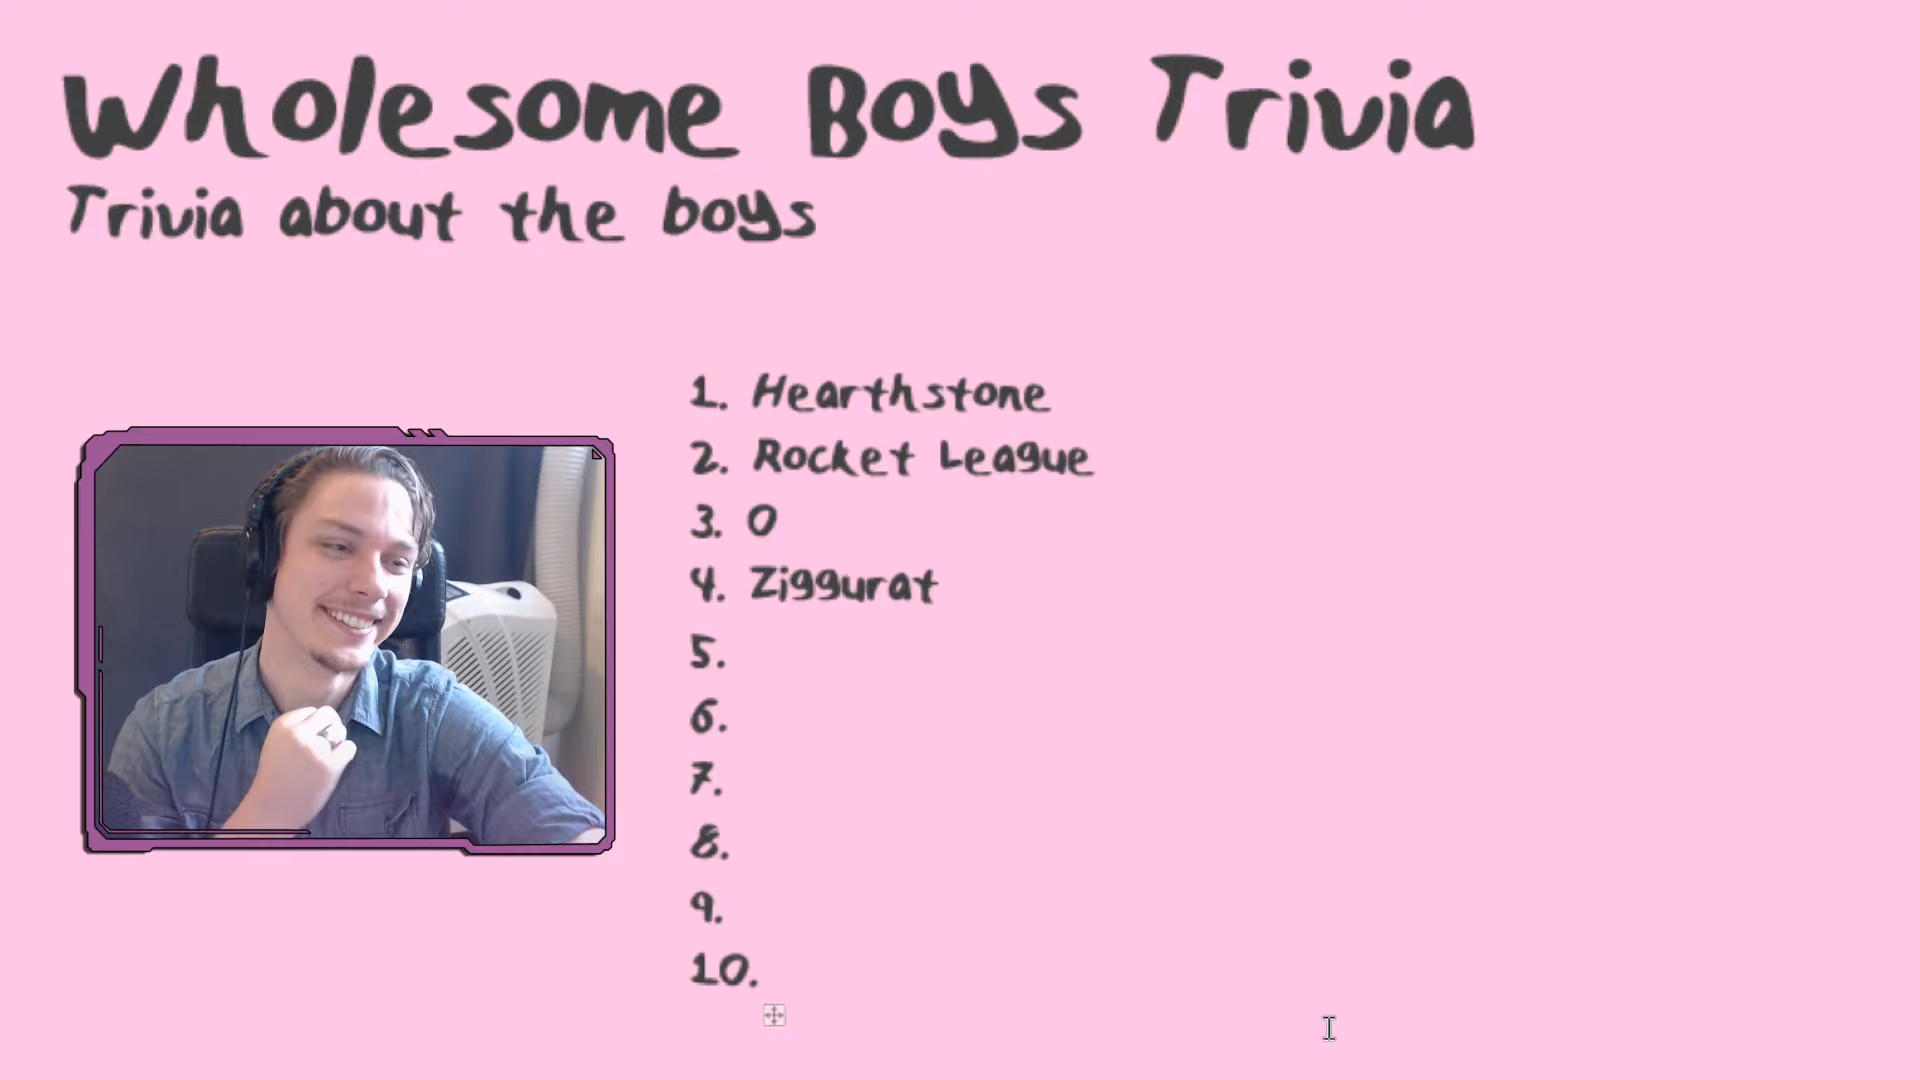 Wholesome Boys Trivia
Trivia about the boys
1. Hearthstone
2. Rocket League
3. 0
4. Ziggurat
5.
6.
7.
8.
9.
10.